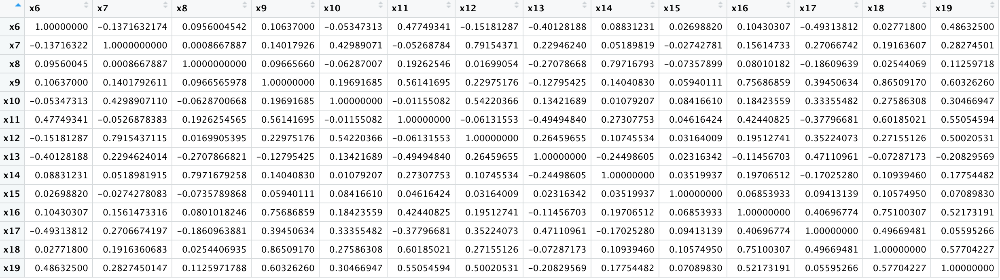 x6 x7 x8 x9 x10 x11 x12 x13 x14 x15 x16 x17 x18 x19
x6 1.00000000 −0.1371632174 0.0956004542 0.10637000 −0.05347313 0.47749341 −0.15181287 −0.40128188 0.08831231 0.02698820 0.10430307 −0.49313812 0.02771800 0.48632500
x7 −0.13716322 1.0000000000 0.0008667887 0.14017926 0.42989071 −0.05268784 0.79154371 0.22946240 0.05189819 −0.02742781 0.15614733 0.27066742 0.19163607 0.28274501
x8 0.09560045 0.0008667887 1.0000000000 0.09665660 −0.06287007 0.19262546 0.01699054 −0.27078668 0.79716793 −0.07357899 0.08010182 −0.18609639 0.02544069 0.11259718
x9 0.10637000 0.1401792611 0.0966565978 1.00000000 0.19691685 0.56141695 0.22975176 −0.12795425 0.14040830 0.05940111 0.75686859 0.39450634 0.86509170 0.60326260
x10 −0.05347313 0.4298907110 −0.0628700668 0.19691685 1.00000000 −0.01155082 0.54220366 0.13421689 0.01079207 0.08416610 0.18423559 0.33355482 0.27586308 0.30466947
x11 0.47749341 −0.0526878383 0.1926254565 0.56141695 −0.01155082 1.00000000 −0.06131553 −0.49494840 0.27307753 0.04616424 0.42440825 −0.37796681 0.60185021 0.55054594
x12 −0.15181287 0.7915437115 0.0169905395 0.22975176 0.54220366 −0.06131553 1.00000000 0.26459655 0.10745534 0.03164009 0.19512741 0.35224073 0.27155126 0.50020531
x13 −0.40128188 0.2294624014 −0.2707866821 −0.12795425 0.13421689 −0.49494840 0.26459655 1.00000000 −0.24498605 0.02316342 −0.11456703 0.47110961 −0.07287173 −0.20829569
x14 0.08831231 0.0518981915 0.7971679258 0.14040830 0.01079207 0.27307753 0.10745534 −0.24498605 1.00000000 0.03519937 0.19706512 −0.17025280 0.10939460 0.17754482
x15 0.02698820 −0.0274278083 −0.0735789868 0.05940111 0.08416610 0.04616424 0.03164009 0.02316342 0.03519937 1.00000000 0.06853933 0.09413139 0.10574950 0.07089830
x16 0.10430307 0.1561473316 0.0801018246 0.75686859 0.18423559 0.42440825 0.19512741 −0.11456703 0.19706512 0.06853933 1.00000000 0.40696774 0.75100307 0.52173191
x17 −0.49313812 0.2706674197 −0.1860963881 0.39450634 0.33355482 −0.37796681 0.35224073 0.47110961 −0.17025280 0.09413139 0.40696774 1.00000000 0.49669481 0.05595266
x18 0.02771800 0.1916360683 0.0254406935 0.86509170 0.27586308 0.60185021 0.27155126 −0.07287173 0.10939460 0.10574950 0.75100307 0.49669481 1.00000000 0.57704227
x19 0.48632500 0.2827450147 0.1125971788 0.60326260 0.30466947 0.55054594 0.50020531 −0.20829569 0.17754482 0.07089830 0.52173191 0.05595266 0.57704227 1.00000000